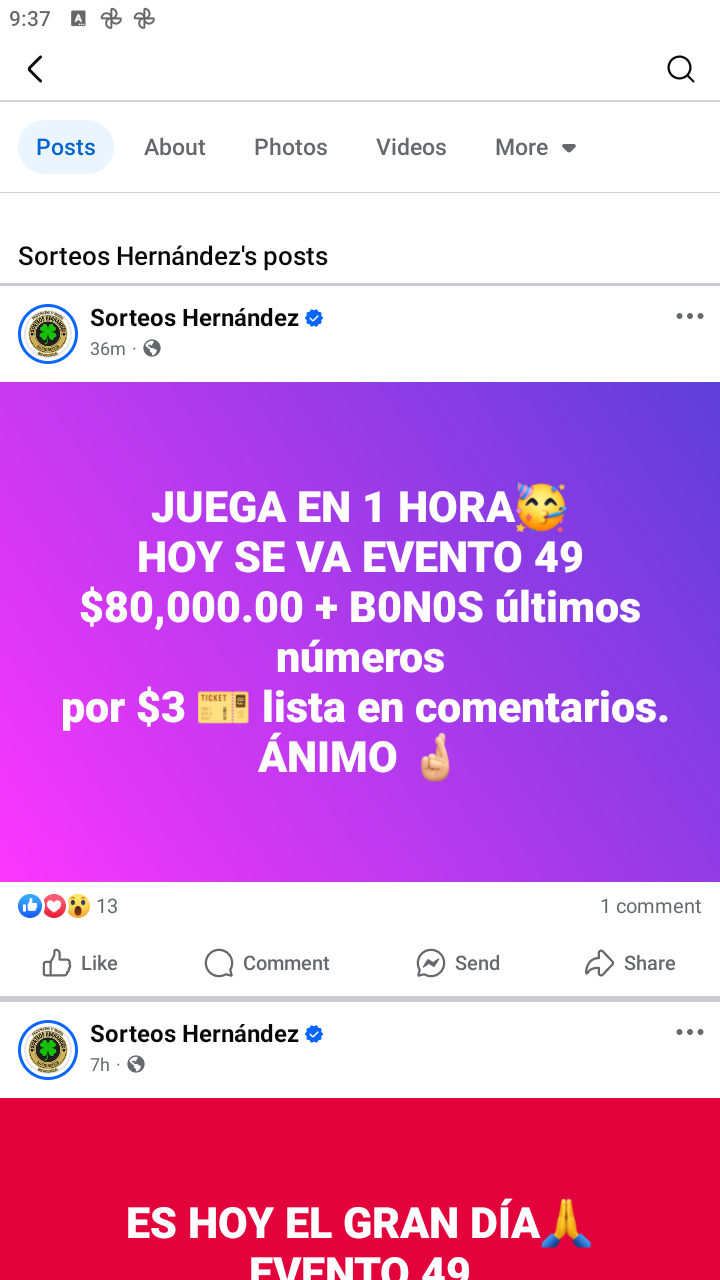 9:37
Posts About Photos Videos More
Sorteos Hernández's posts
Sorteos Hernández
36m ·
JUEGA EN 1 HORA🥳
HOY SE VA EVENTO 49
$80,000.00 + B0N0S últimos
números
por $3 🎫 lista en comentarios.
ÁNIMO 🤞🏼
13 1 comment
Like Comment Send Share
Sorteos Hernández
7h ·
ES HOY EL GRAN DÍA🙏
EVENTO 49